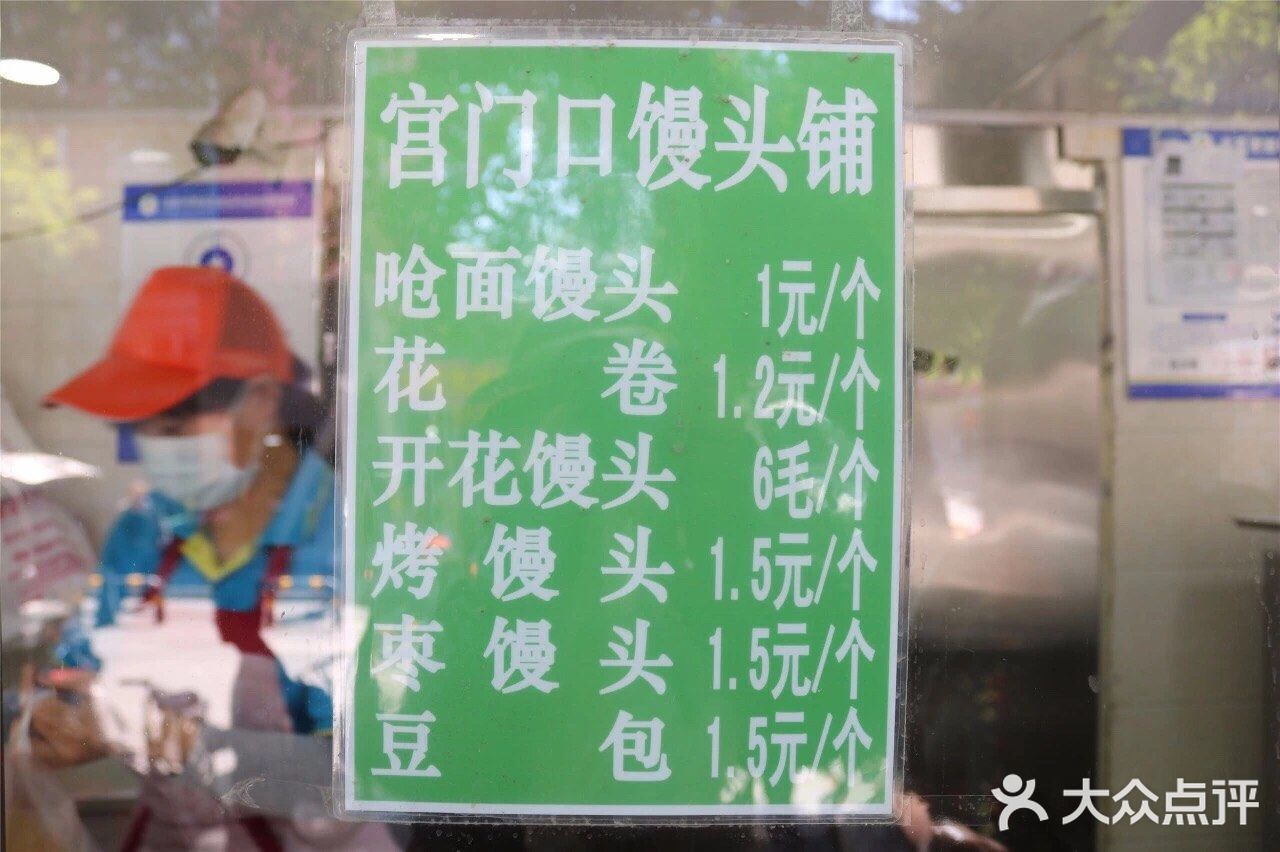 宫门口馒头铺
呛面馒头 1元/个
花卷 1.2元/个
开花馒头 6毛/个
烤馒头 1.5元/个
枣馒头 1.5元/个
豆包 1.5元/个
大众点评